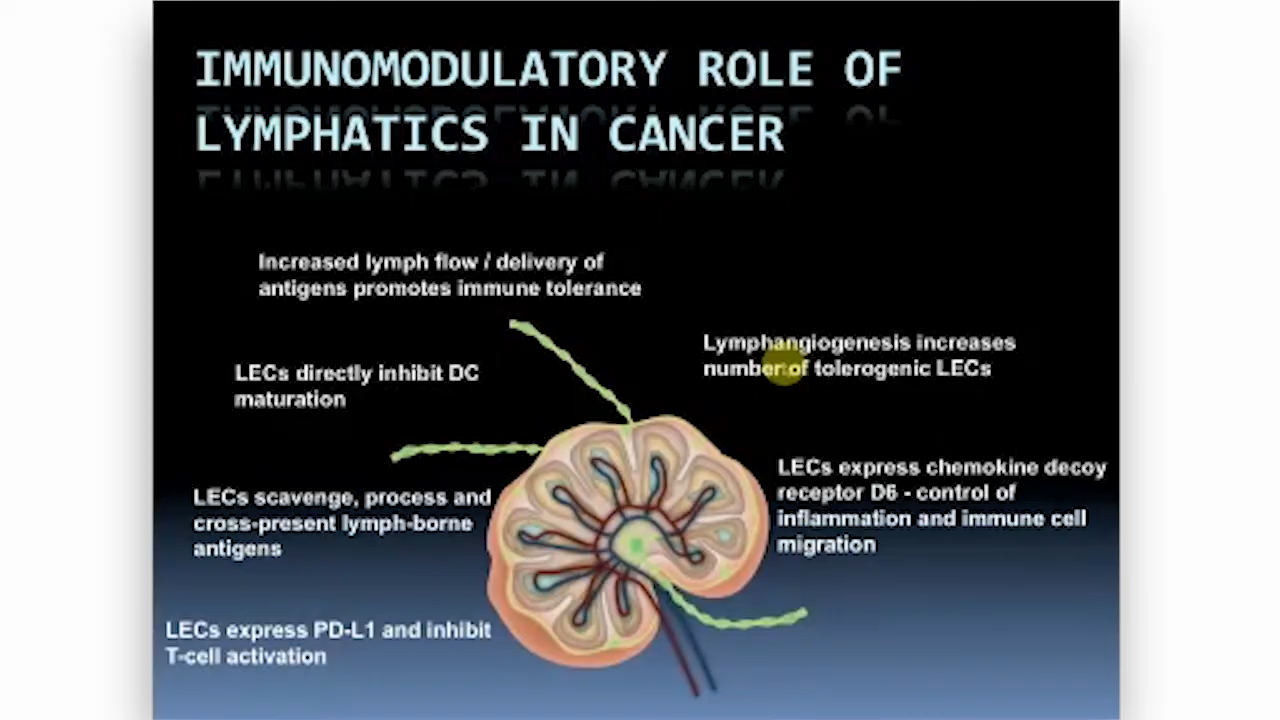 IMMUNOMODULATORY ROLE OF
LYMPHATICS IN CANCER
Increased lymph flow / delivery of
antigens promotes immune tolerance
Lymphangiogenesis increases
number of tolerogenic LECs
LECs directly inhibit DC
maturation
LECs express chemokine decoy
receptor D6 - control of
inflammation and immune cell
migration
LECs scavenge, process and
cross-present lymph-borne
antigens
LECs express PD-L1 and inhibit
T-cell activation